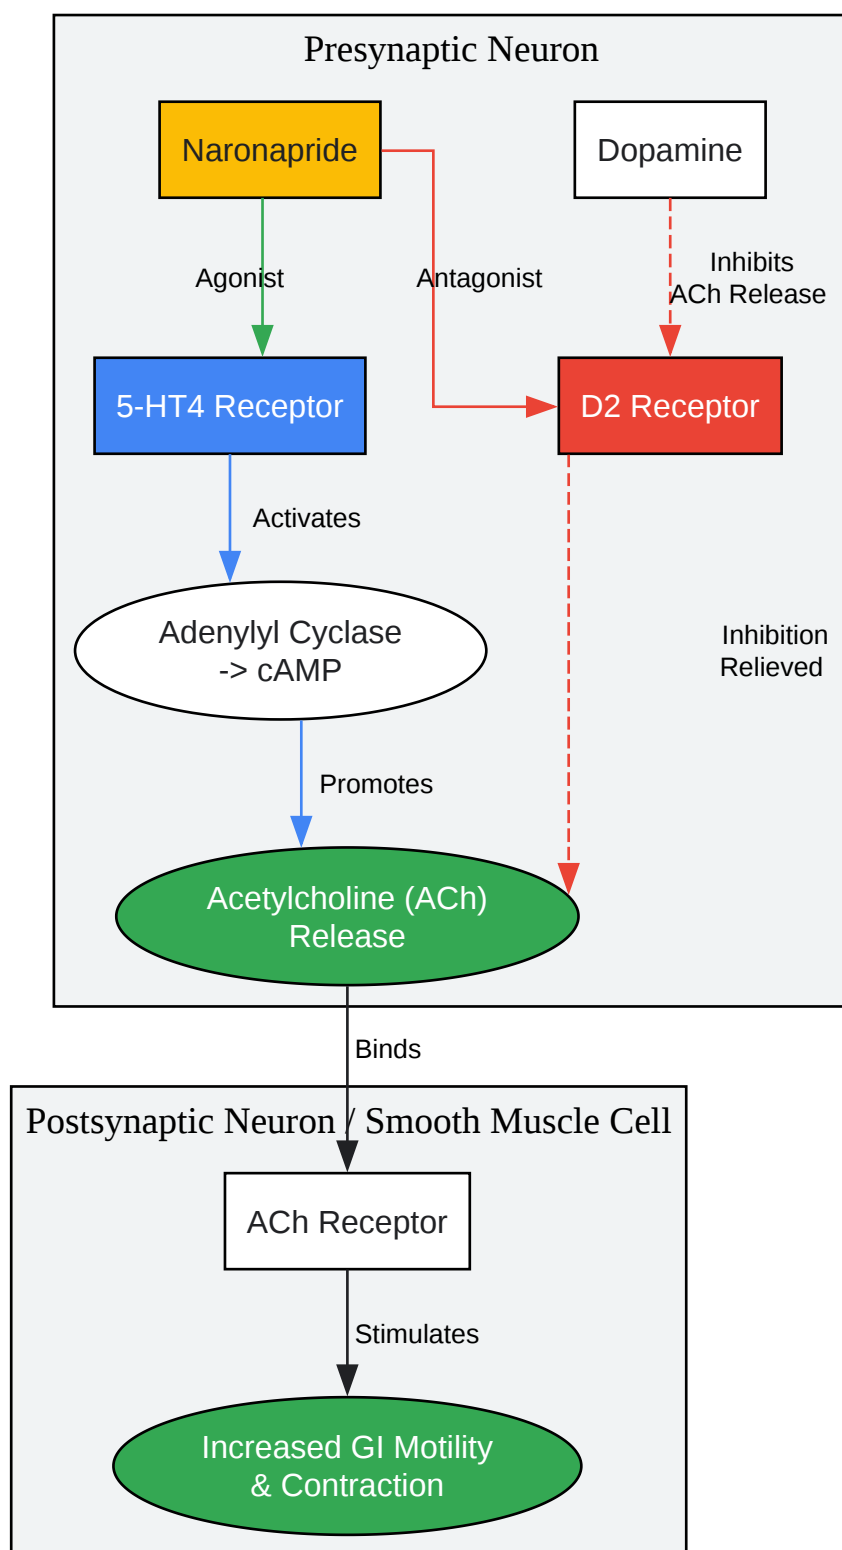 Presynaptic Neuron
Naronapride
Dopamine
Agonist
Antagonist
Inhibits
ACh Release
5-HT4 Receptor
D2 Receptor
Activates
Adenylyl Cyclase
-> cAMP
Inhibition
Relieved
Promotes
Acetylcholine (ACh)
Release
Binds
Postsynaptic Neuron / Smooth Muscle Cell
ACh Receptor
Stimulates
Increased GI Motility
& Contraction